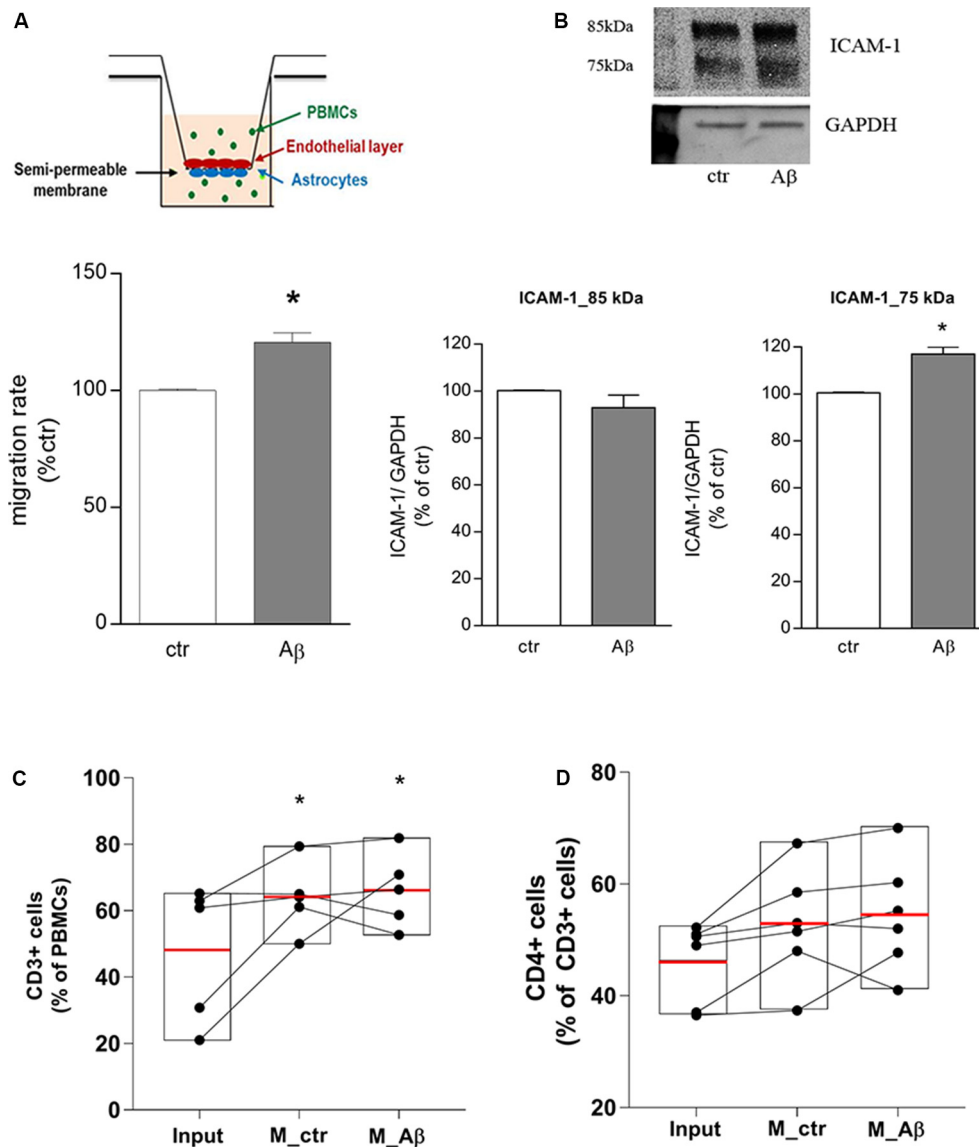 A
PBMCs
Endothelial layer
Semi-permeable
membrane
Astrocytes
B
85kDa
75kDa
ICAM-1
GAPDH
ctr Aβ
migration rate
(%ctr)
150
100
50
0
ctr Aβ
*
ICAM-1_85 kDa
ICAM-1/ GAPDH
(% of ctr)
120
100
80
60
40
20
0
ctr Aβ
ICAM-1_75 kDa
ICAM-1/GAPDH
(% of ctr)
120
100
80
60
40
20
0
*
ctr Aβ
C
CD3+ cells
(% of PBMCs)
100
80
60
40
20
0
* *
Input M_ctr M_Aβ
D
CD4+ cells
(% of CD3+ cells)
80
60
40
20
Input M_ctr M_Aβ